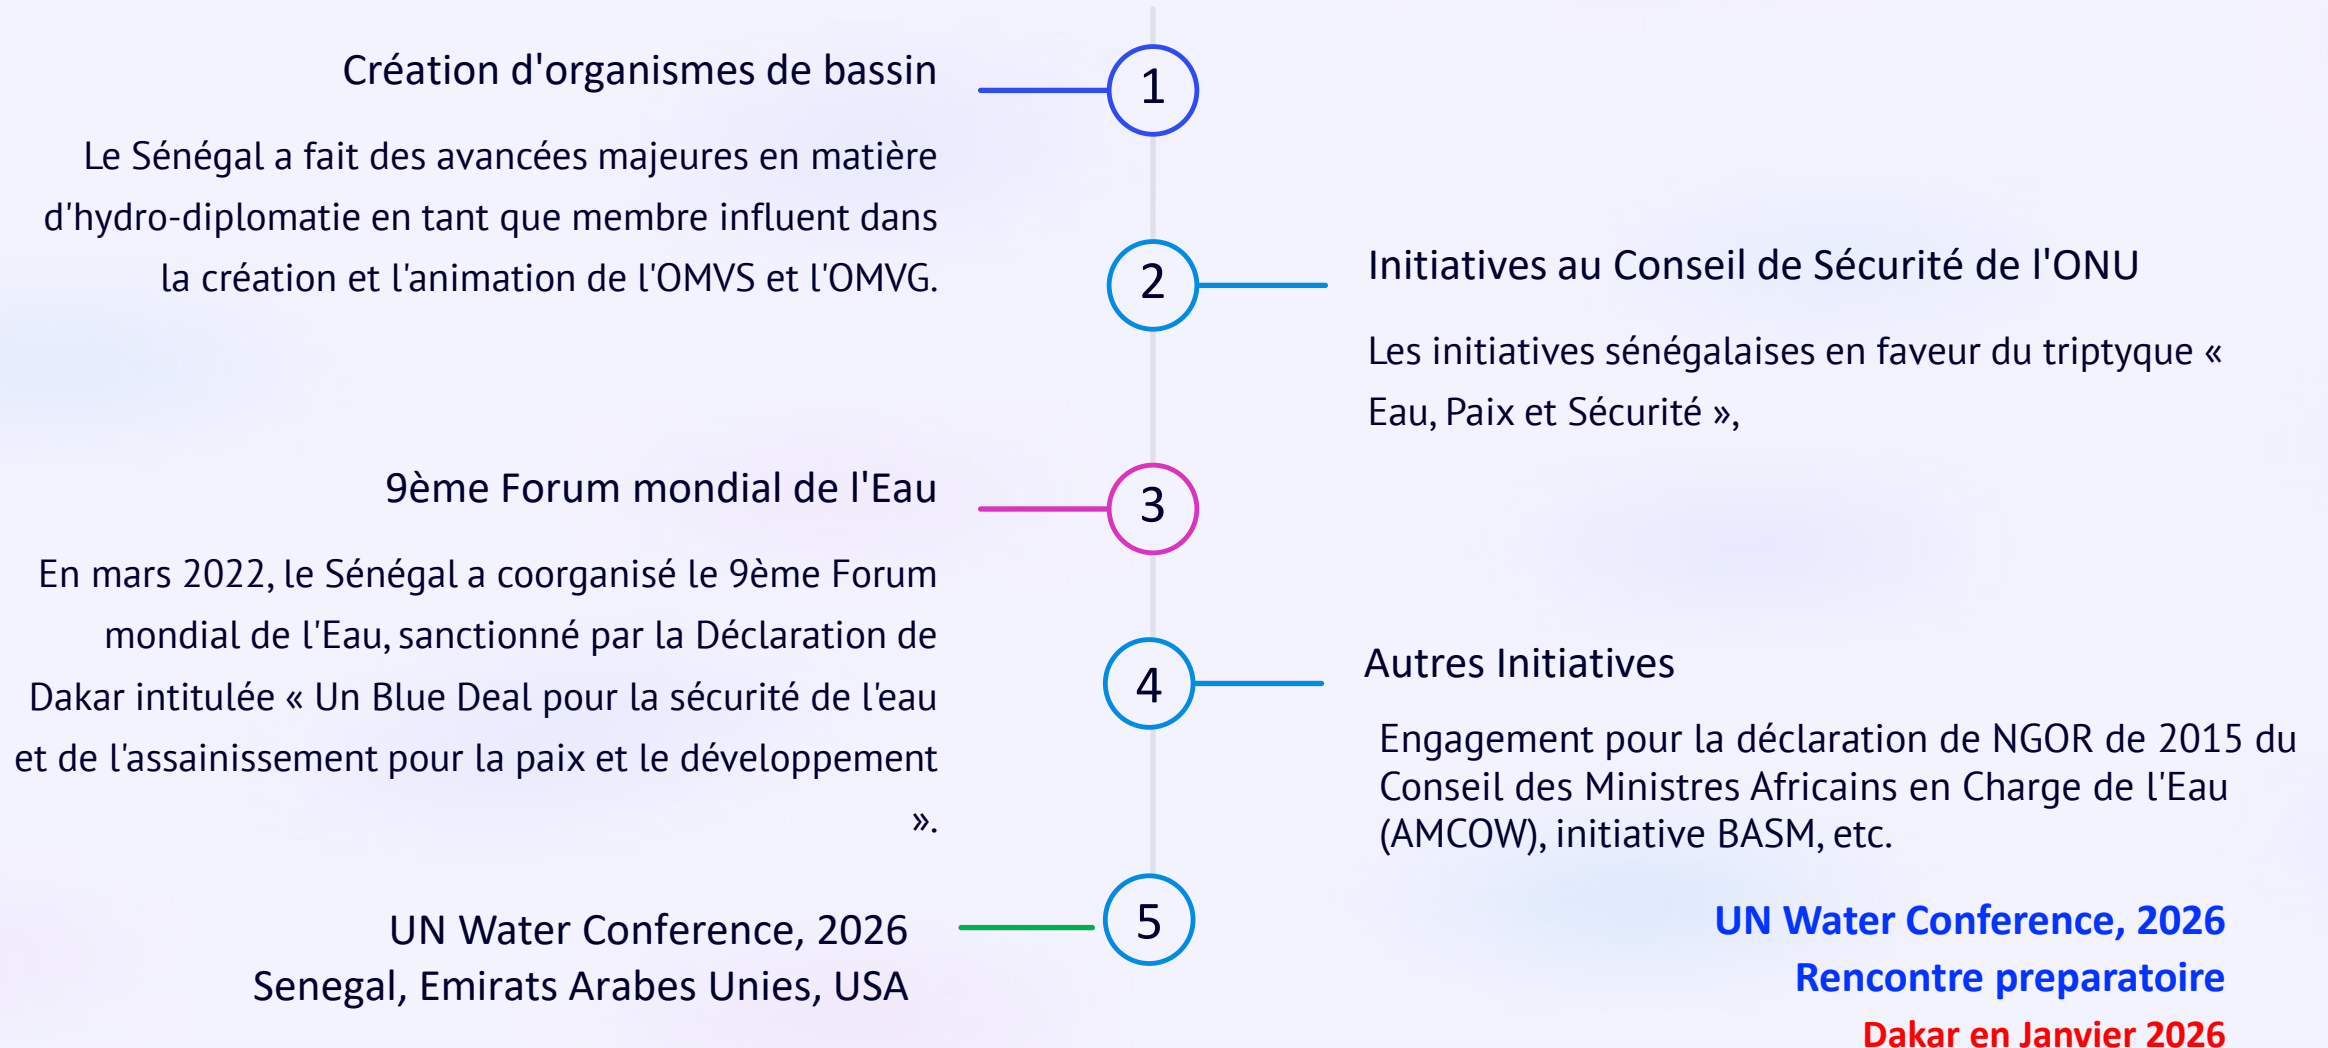 Création d'organismes de bassin
1
Le Sénégal a fait des avancées majeures en matière
d'hydro-diplomatie en tant que membre influent dans
la création et l'animation de l'OMVS et l'OMVG.
2
Initiatives au Conseil de Sécurité de l'ONU
Les initiatives sénégalaises en faveur du triptyque «
Eau, Paix et Sécurité »,
9ème Forum mondial de l'Eau
3
En mars 2022, le Sénégal a coorganisé le 9ème Forum
mondial de l'Eau, sanctionné par la Déclaration de
Dakar intitulée « Un Blue Deal pour la sécurité de l'eau
et de l'assainissement pour la paix et le développement
».
4
Autres Initiatives
Engagement pour la déclaration de NGOR de 2015 du
Conseil des Ministres Africains en Charge de l'Eau
(AMCOW), initiative BASM, etc.
5
UN Water Conference, 2026
Senegal, Emirats Arabes Unies, USA
UN Water Conference, 2026
Rencontre preparatoire
Dakar en Janvier 2026